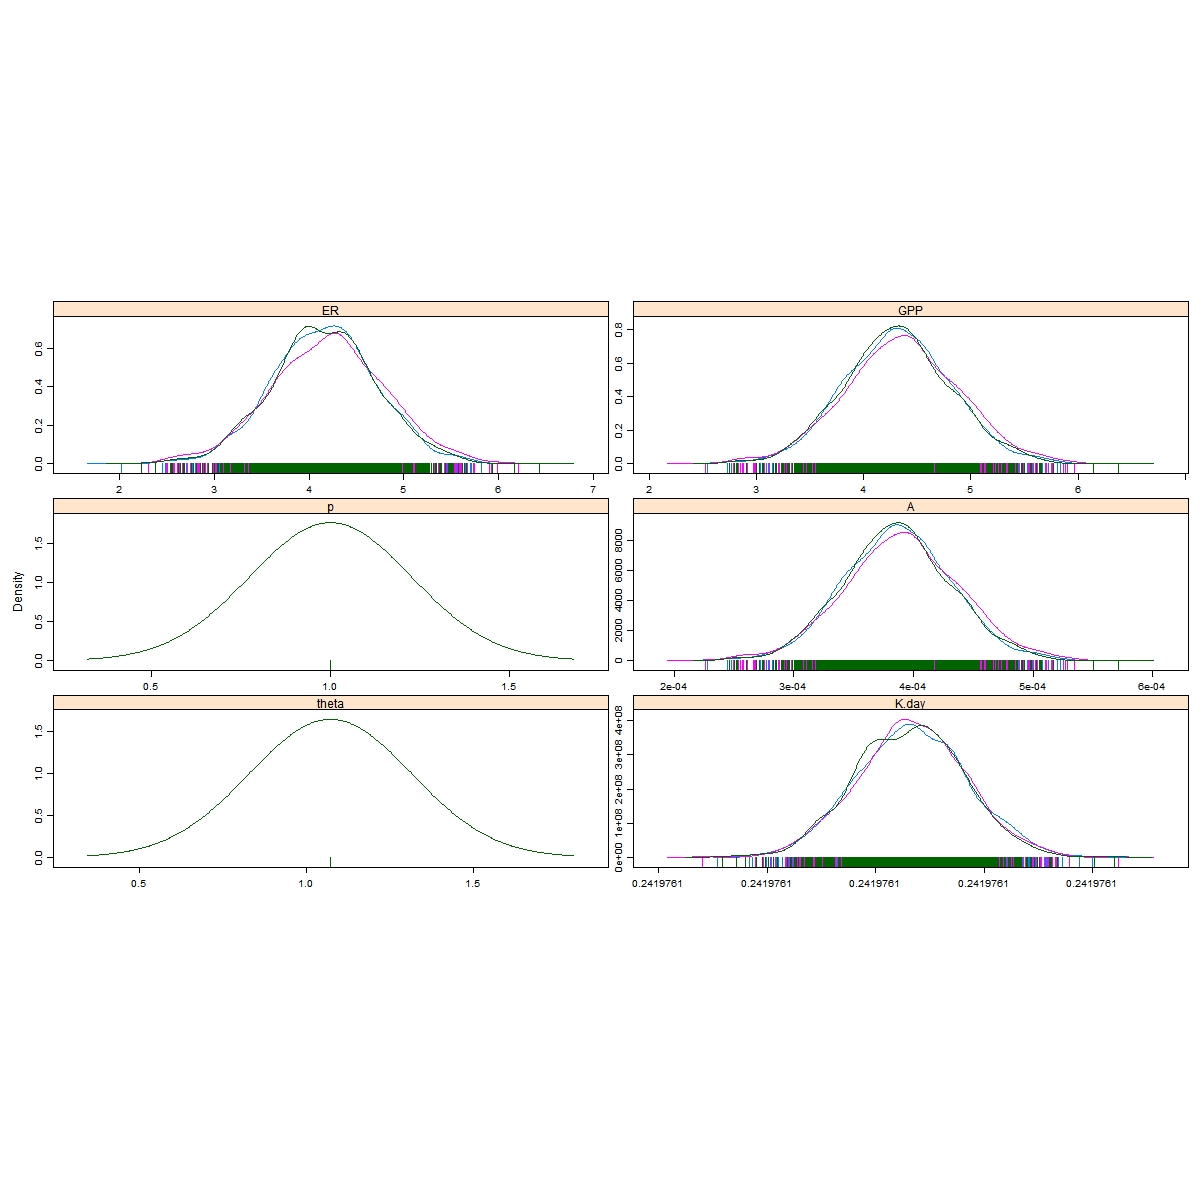 ER
GPP
0.0 0.2 0.4 0.6
0.0 0.2 0.4 0.6 0.8
2 3 4 5 6 7
2 3 4 5 6
p
A
Density
0.0 0.5 1.0 1.5
0 2000 4000 6000 8000
0.5 1.0 1.5
2e-04 3e-04 4e-04 5e-04 6e-04
theta
K.day
0.0 0.5 1.0 1.5
0e+00 1e+08 2e+08 3e+08 4e+08
0.5 1.0 1.5
0.2419761 0.2419761 0.2419761 0.2419761 0.2419761